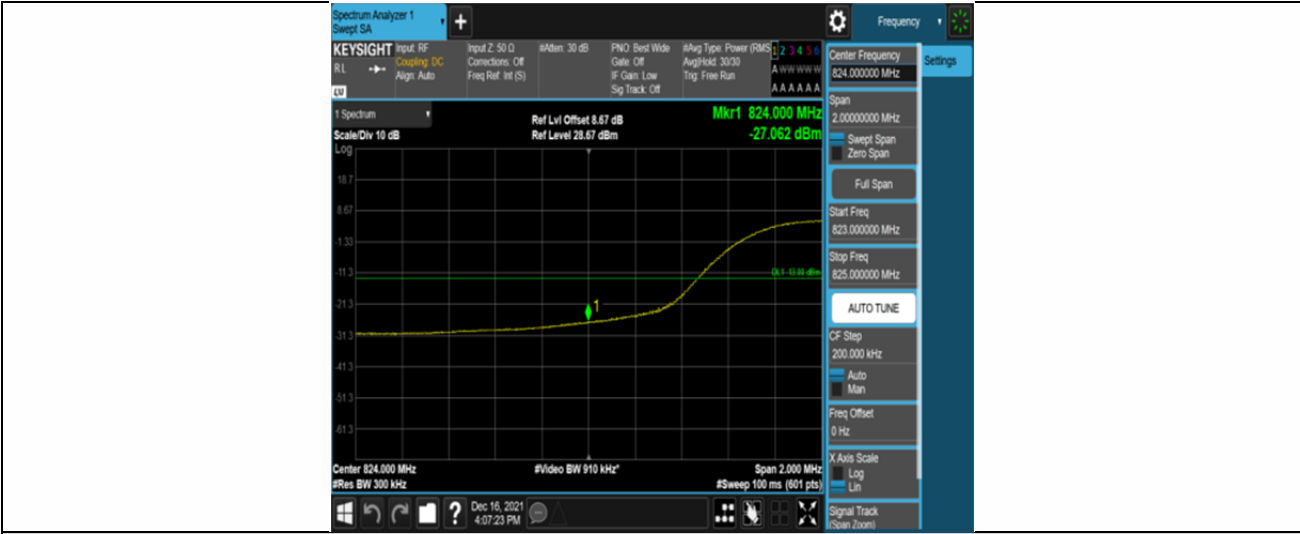 Spectrum Analyzer 1
Swept SA
+
Frequency
KEYSIGHT
RL
Input: RF
Coupling: DC
Align: Auto
Input Z: 50 Ω
Corrections: Off
Freq Ref: Int (S)
#Atten: 30 dB
PNO: Best Wide
Gate: Off
IF Gain: Low
Sig Track: Off
#Avg Type: Power (RMS
Avg|Hold: 30/30
Trig: Free Run
1 2 3 4 5 6
A W W W W W
A A A A A A
1 Spectrum
Scale/Div 10 dB
Ref Lvl Offset 8.67 dB
Ref Level 28.67 dBm
Mkr1 824.000 MHz
-27.062 dBm
Log
18.7
8.67
-1.33
-11.3
-21.3
-31.3
-41.3
-51.3
-61.3
DL1 -13.00 dBm
1
Center 824.000 MHz
#Res BW 300 kHz
#Video BW 910 kHz*
Span 2.000 MHz
#Sweep 100 ms (601 pts)
Center Frequency
824.000000 MHz
Settings
Span
2.00000000 MHz
Swept Span
Zero Span
Full Span
Start Freq
823.000000 MHz
Stop Freq
825.000000 MHz
AUTO TUNE
CF Step
200.000 kHz
Auto
Man
Freq Offset
0 Hz
X Axis Scale
Log
Lin
Signal Track
(Span Zoom)
?
Dec 16, 2021
4:07:23 PM